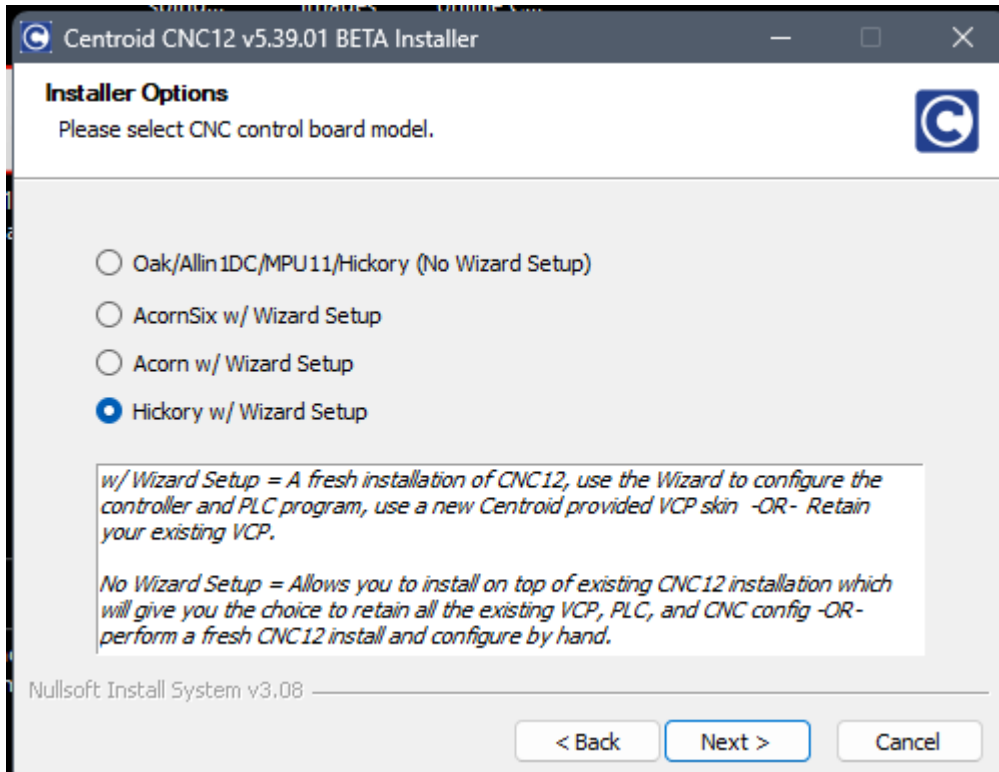 Centroid CNC12 v5.39.01 BETA Installer
Installer Options
Please select CNC control board model.
Oak/Allin1DC/MPU11/Hickory (No Wizard Setup)
AcornSix w/ Wizard Setup
Acorn w/ Wizard Setup
Hickory w/ Wizard Setup
w/ Wizard Setup = A fresh installation of CNC12, use the Wizard to configure the
controller and PLC program, use a new Centroid provided VCP skin -OR- Retain
your existing VCP.
No Wizard Setup = Allows you to install on top of existing CNC12 installation which
will give you the choice to retain all the existing VCP, PLC, and CNC config -OR-
perform a fresh CNC12 install and configure by hand.
Nullsoft Install System v3.08
< Back
Next >
Cancel